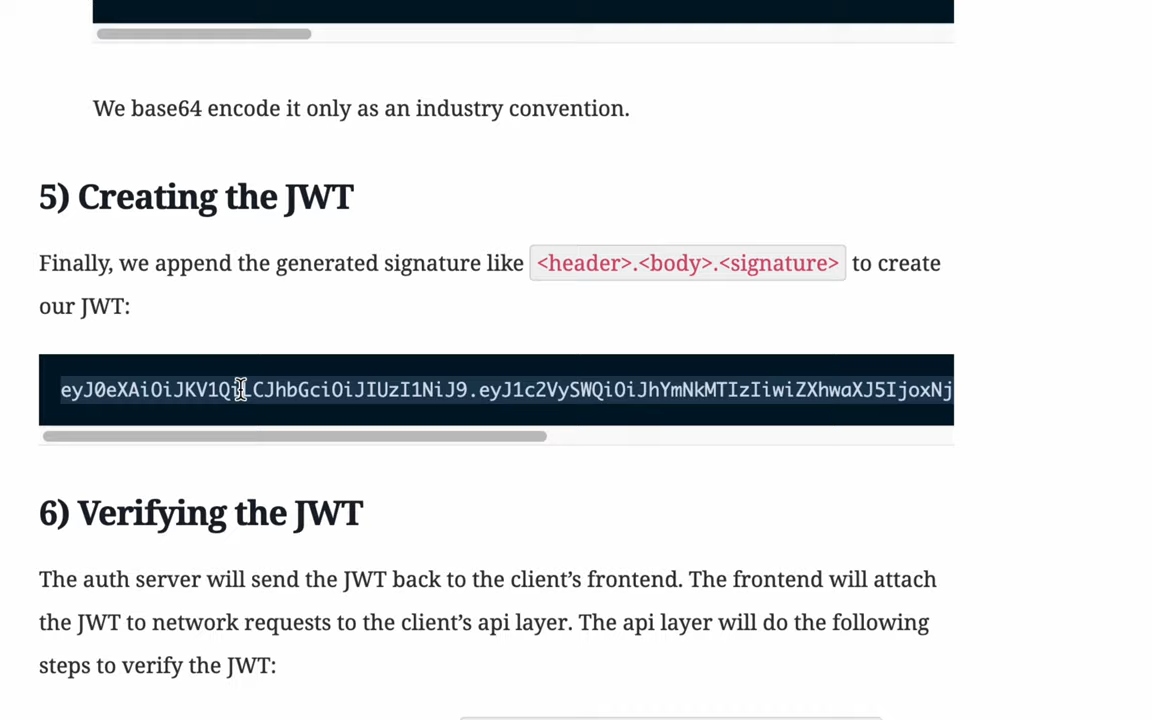 We base64 encode it only as an industry convention.
5) Creating the JWT
Finally, we append the generated signature like <header>.<body>.<signature> to create
our JWT:
eyJ0eXAiOiJKV1QiLCJhbGciOiJIUzI1NiJ9.eyJ1c2VySWQiOiJhYmNkMTIzIiwiZXhwaXJ5IjoxNj
6) Verifying the JWT
The auth server will send the JWT back to the client’s frontend. The frontend will attach
the JWT to network requests to the client’s api layer. The api layer will do the following
steps to verify the JWT: